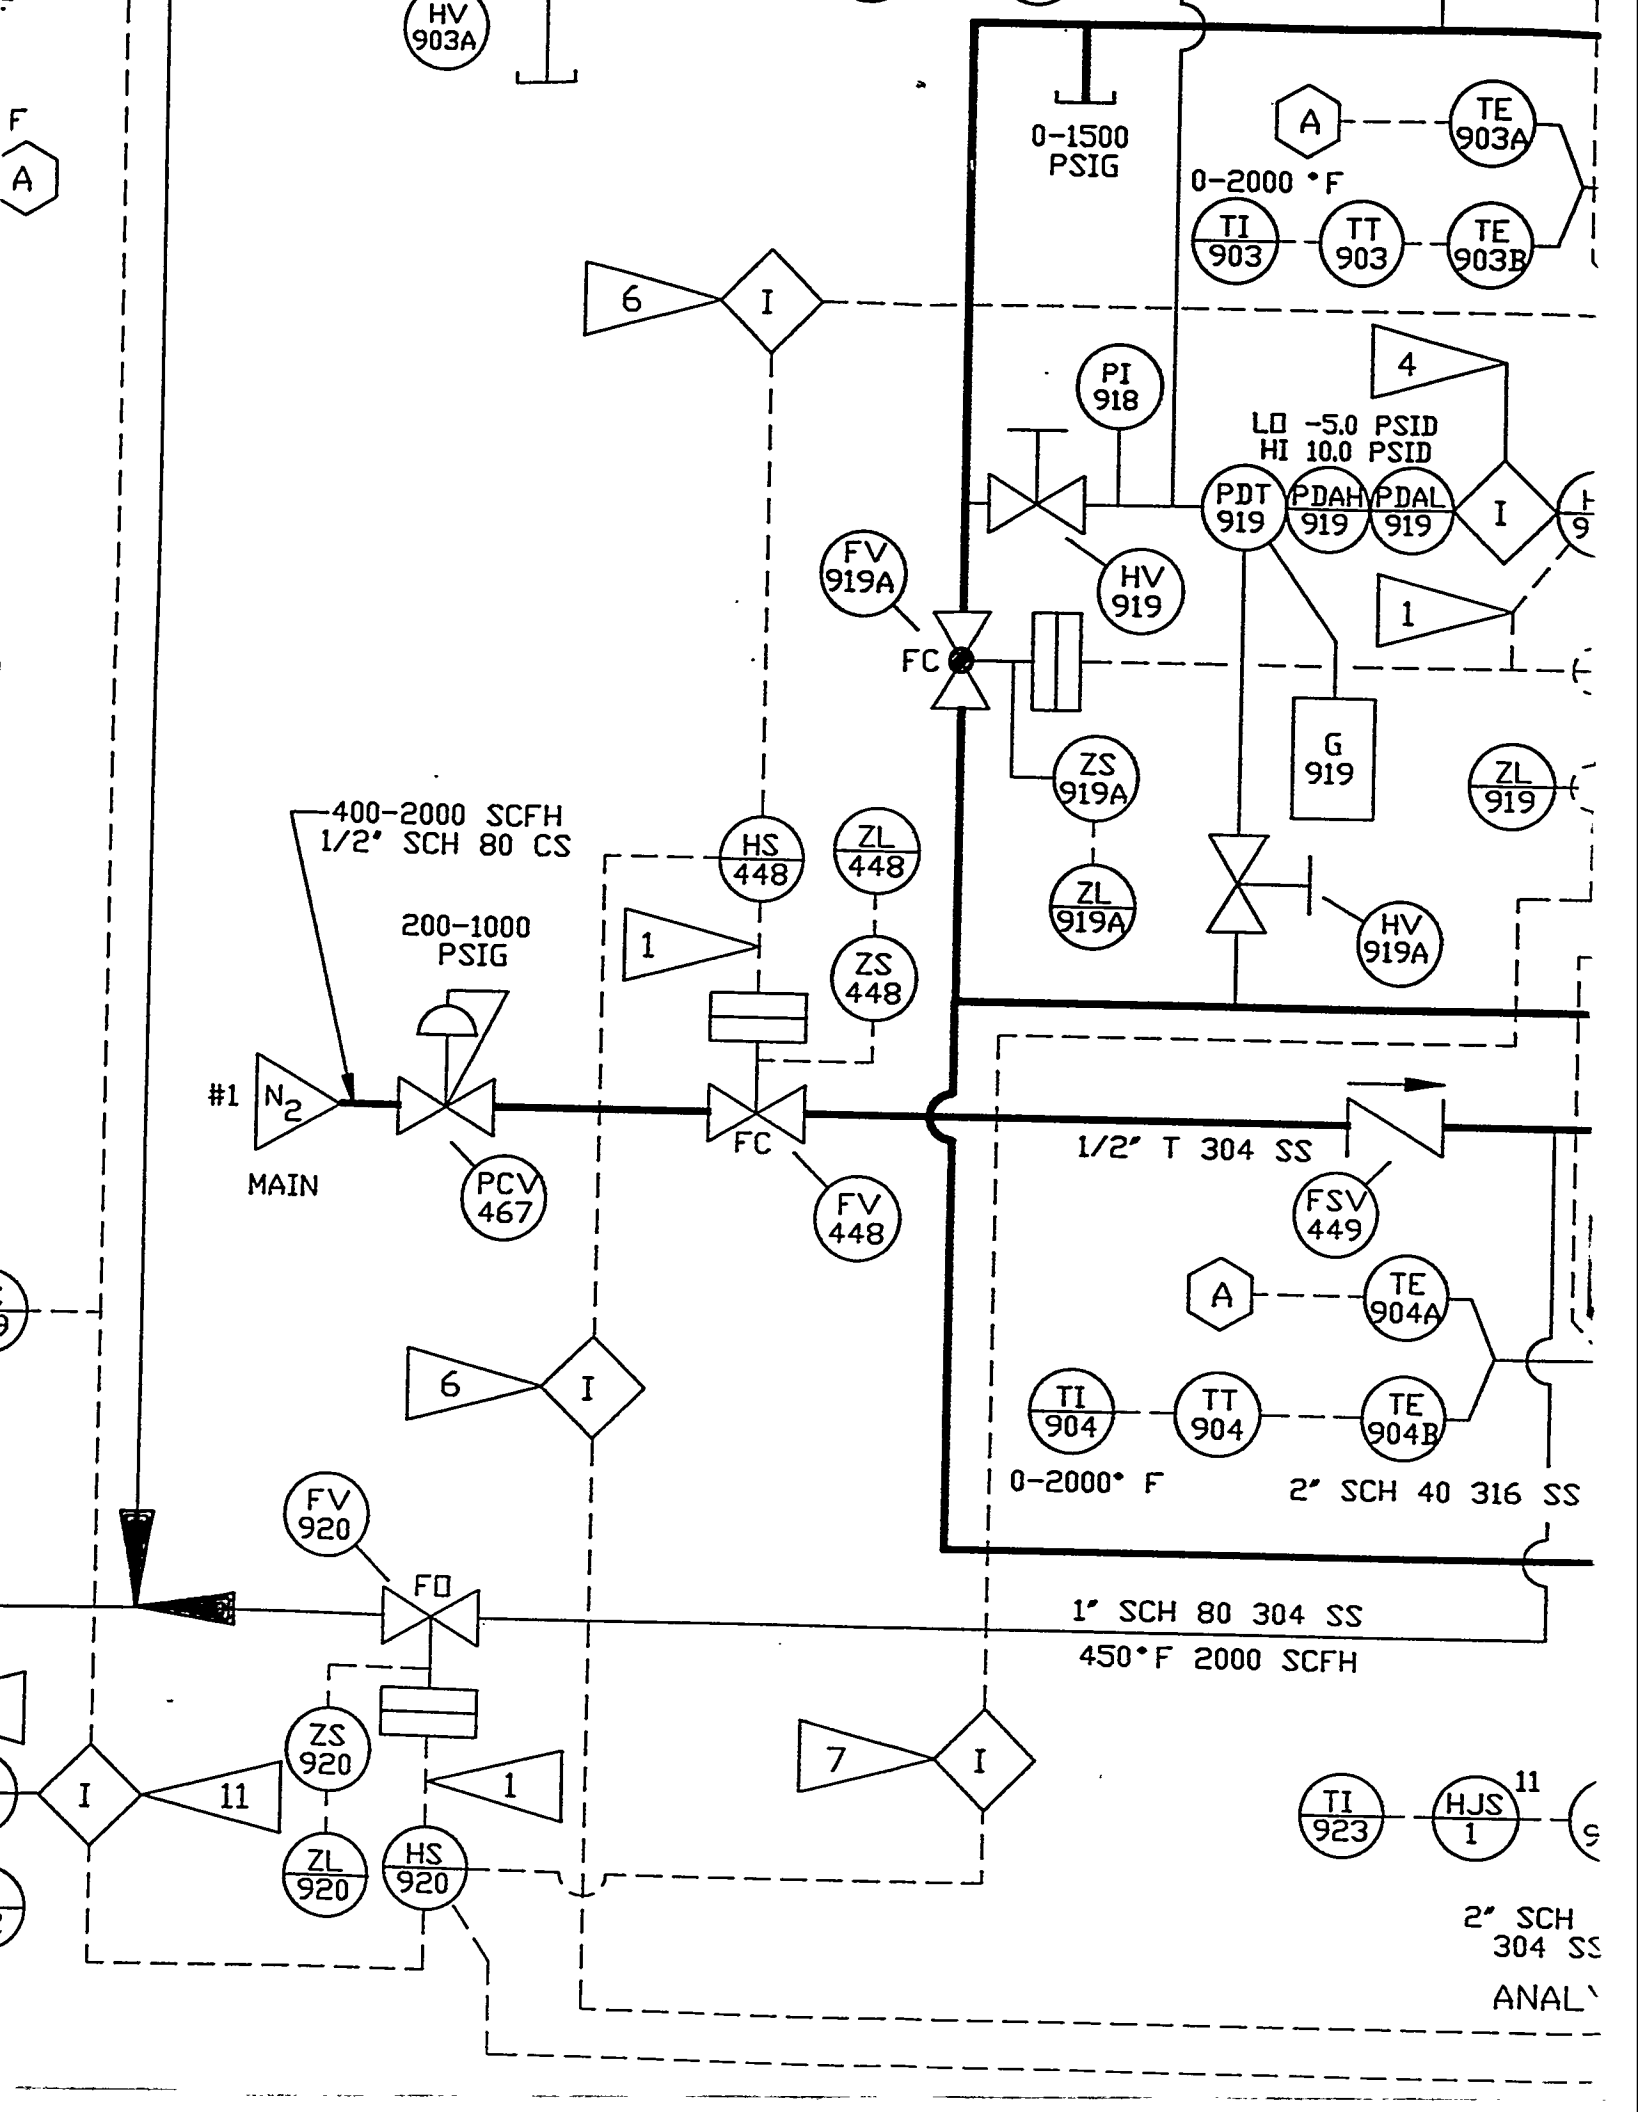 HV
903A
F
A
0-1500
PSIG
A
TE
903A
0-2000 °F
TI
903
TT
903
TE
903B
6
I
PI
918
4
LO -5.0 PSID
HI 10.0 PSID
PDT
919
PDAH
919
PDAL
919
I
9
FV
919A
HV
919
1
FC
ZS
919A
G
919
ZL
919
400-2000 SCFH
1/2" SCH 80 CS
HS
448
ZL
448
ZL
919A
HV
919A
200-1000
PSIG
1
ZS
448
#1
N2
MAIN
PCV
467
FC
FV
448
1/2" T 304 SS
FSV
449
A
TE
904A
9
6
I
TI
904
TT
904
TE
904B
0-2000° F
2" SCH 40 316 SS
FV
920
FO
1" SCH 80 304 SS
450°F 2000 SCFH
ZS
920
7
I
I
11
1
TI
923
HJS
1
11
ZL
920
HS
920
2" SCH
304 SS